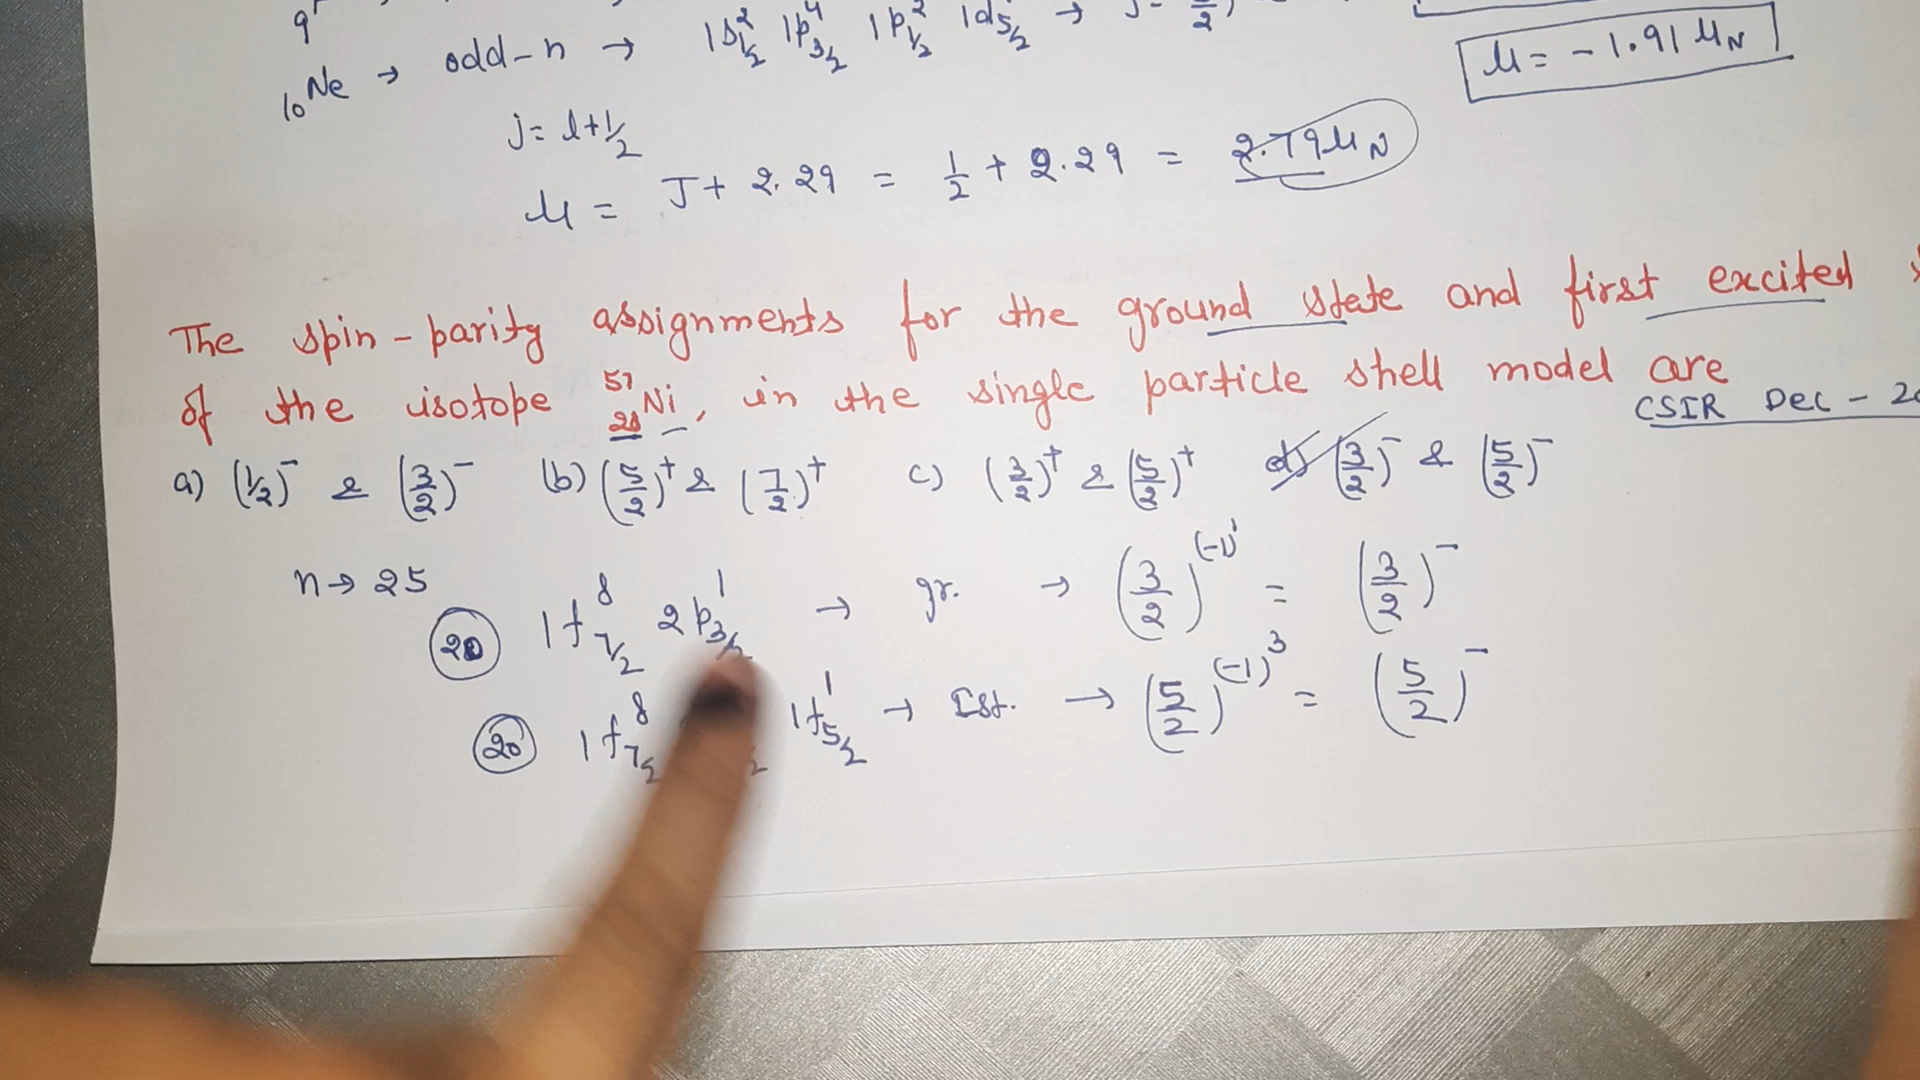 9
1s²1/2 1p⁴3/2 1p²1/2 1d5/2 → J=
10Ne → odd-n →
μ = -1.91 μN
j = l+1/2
μ = J + 2.29 = 1/2 + 2.29 = 2.79 μN
The spin-parity assignments for the ground state and first excited
of the isotope ⁵⁷₂₈Ni, in the single particle shell model are
CSIR Dec - 20
a) (1/2)⁻ & (3/2)⁻ (b) (5/2)⁺ & (7/2)⁺ c) (3/2)⁺ & (5/2)⁺ d) (3/2)⁻ & (5/2)⁻
n → 25
(20) 1f⁸7/2 2p¹3/2 → gr. → (3/2)^(-1)¹ = (3/2)⁻
(20) 1f⁸7/2 1f¹5/2 → Ist. → (5/2)^(-1)³ = (5/2)⁻